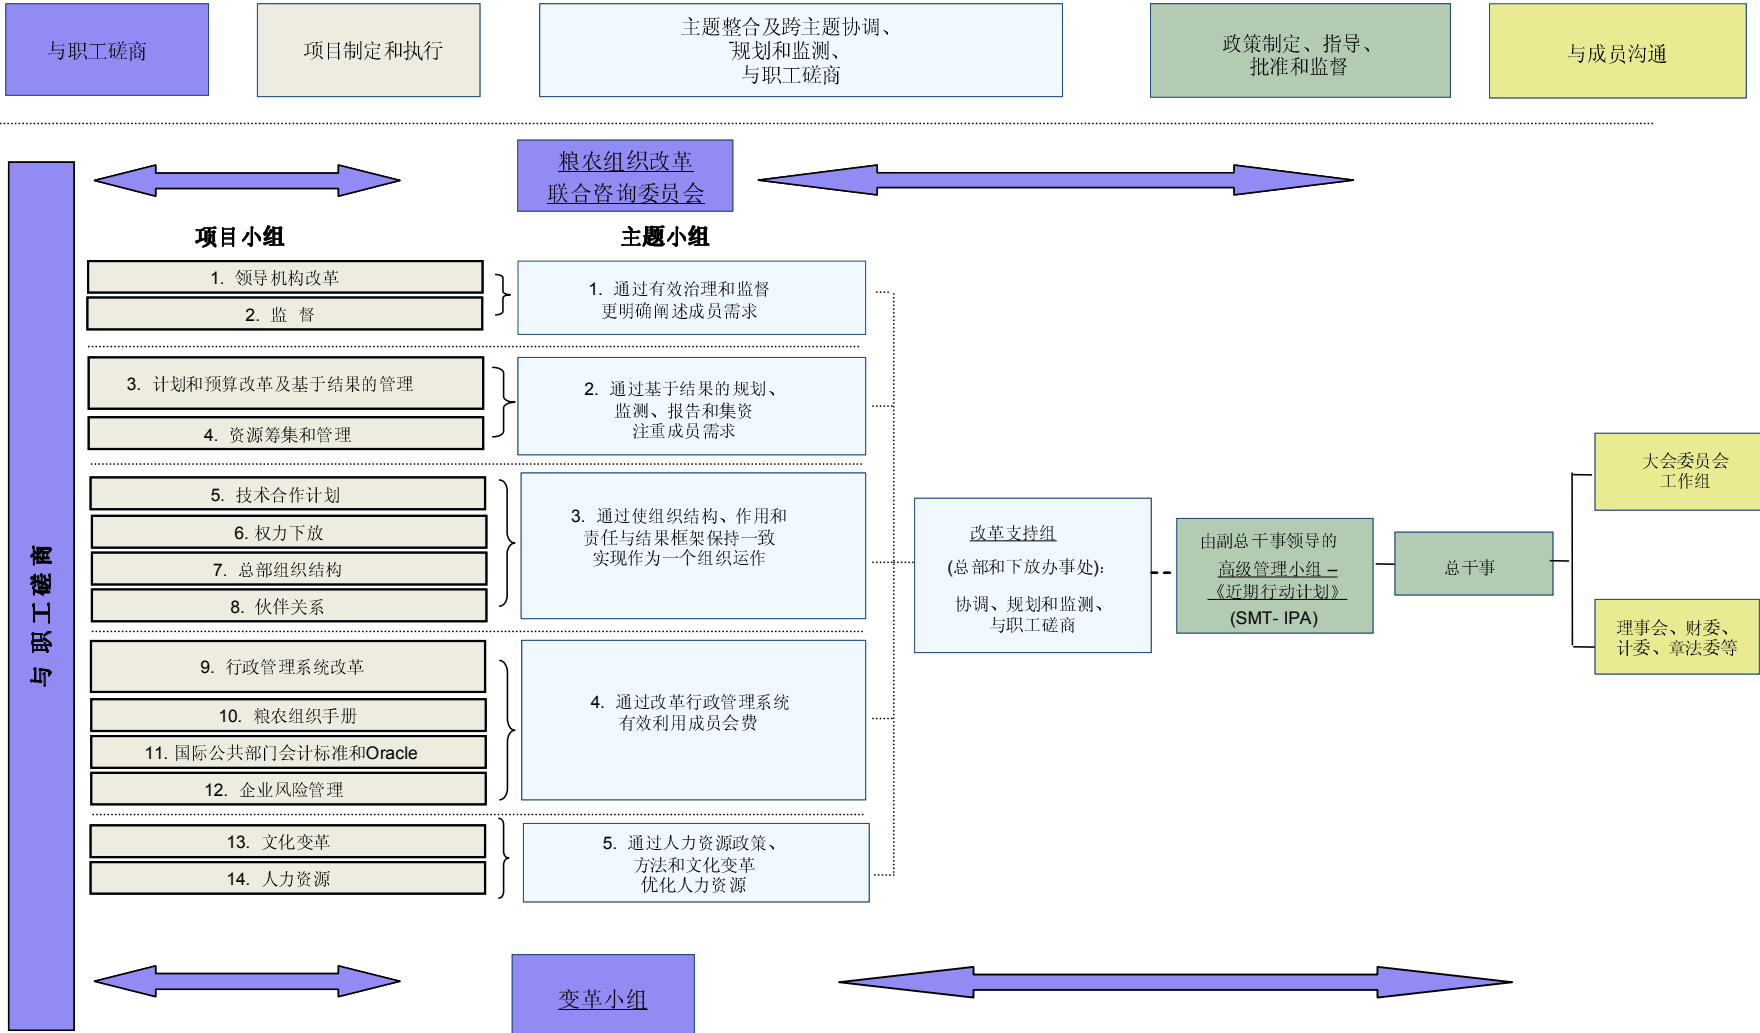 与职工磋商
项目制定和执行
主题整合及跨主题协调、
规划和监测、
与职工磋商
政策制定、指导、
批准和监督
与成员沟通
粮农组织改革
联合咨询委员会
项目小组
主题小组
与职工磋商
1. 领导机构改革
2. 监 督
1. 通过有效治理和监督
更明确阐述成员需求
3. 计划和预算改革及基于结果的管理
4. 资源筹集和管理
2. 通过基于结果的规划、
监测、报告和集资
注重成员需求
5. 技术合作计划
6. 权力下放
7. 总部组织结构
8. 伙伴关系
3. 通过使组织结构、作用和
责任与结果框架保持一致
实现作为一个组织运作
9. 行政管理系统改革
10. 粮农组织手册
11. 国际公共部门会计标准和Oracle
12. 企业风险管理
4. 通过改革行政管理系统
有效利用成员会费
13. 文化变革
14. 人力资源
5. 通过人力资源政策、
方法和文化变革
优化人力资源
改革支持组
(总部和下放办事处):
协调、规划和监测、
与职工磋商
由副总干事领导的
高级管理小组 –
《近期行动计划》
(SMT- IPA)
总干事
大会委员会
工作组
理事会、财委、
计委、章法委等
变革小组